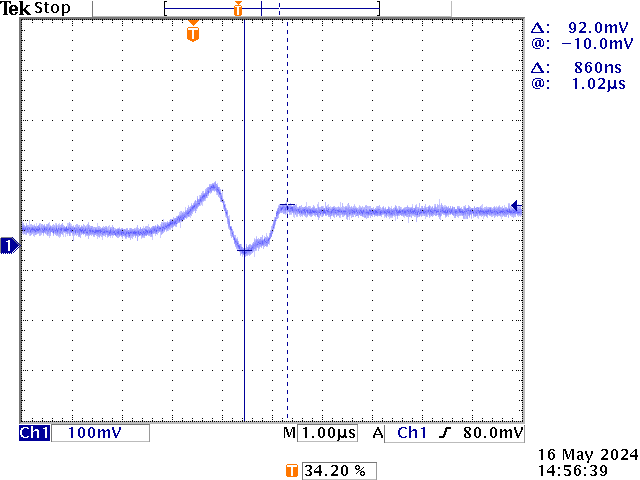 Tek Stop
T
T
Δ: 92.0mV
@: −10.0mV
Δ: 860ns
@: 1.02µs
1
Ch1 100mV M 1.00µs A Ch1 80.0mV
T 34.20 %
16 May 2024
14:56:39